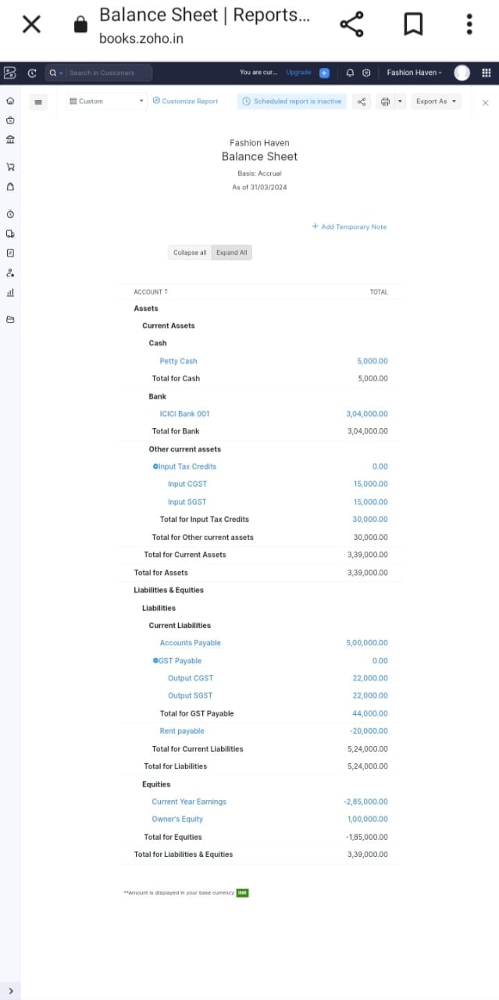 Balance Sheet | Reports...
books.zoho.in
Search in Customers
You are cur... Upgrade
Fashion Haven
Custom
Customize Report
Scheduled report is inactive
Export As
Fashion Haven
Balance Sheet
Basis: Accrual
As of 31/03/2024
+ Add Temporary Note
Collapse all Expand All
ACCOUNT TOTAL
Assets
Current Assets
Cash
Petty Cash 5,000.00
Total for Cash 5,000.00
Bank
ICICI Bank 001 3,04,000.00
Total for Bank 3,04,000.00
Other current assets
Input Tax Credits 0.00
Input CGST 15,000.00
Input SGST 15,000.00
Total for Input Tax Credits 30,000.00
Total for Other current assets 30,000.00
Total for Current Assets 3,39,000.00
Total for Assets 3,39,000.00
Liabilities & Equities
Liabilities
Current Liabilities
Accounts Payable 5,00,000.00
GST Payable 0.00
Output CGST 22,000.00
Output SGST 22,000.00
Total for GST Payable 44,000.00
Rent payable -20,000.00
Total for Current Liabilities 5,24,000.00
Total for Liabilities 5,24,000.00
Equities
Current Year Earnings -2,85,000.00
Owner's Equity 1,00,000.00
Total for Equities -1,85,000.00
Total for Liabilities & Equities 3,39,000.00
**Amount is displayed in your base currency INR